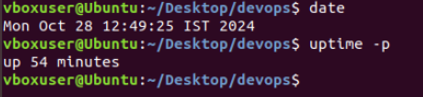 vboxuser@Ubuntu:~/Desktop/devops$ date
Mon Oct 28 12:49:25 IST 2024
vboxuser@Ubuntu:~/Desktop/devops$ uptime -p
up 54 minutes
vboxuser@Ubuntu:~/Desktop/devops$